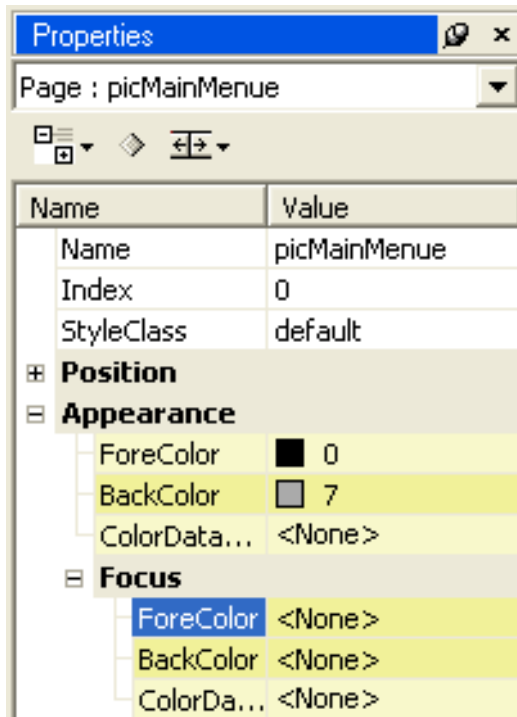 Properties
Page : picMainMenue
Name Value
Name picMainMenue
Index 0
StyleClass default
Position
Appearance
ForeColor 0
BackColor 7
ColorData... <None>
Focus
ForeColor <None>
BackColor <None>
ColorDa... <None>